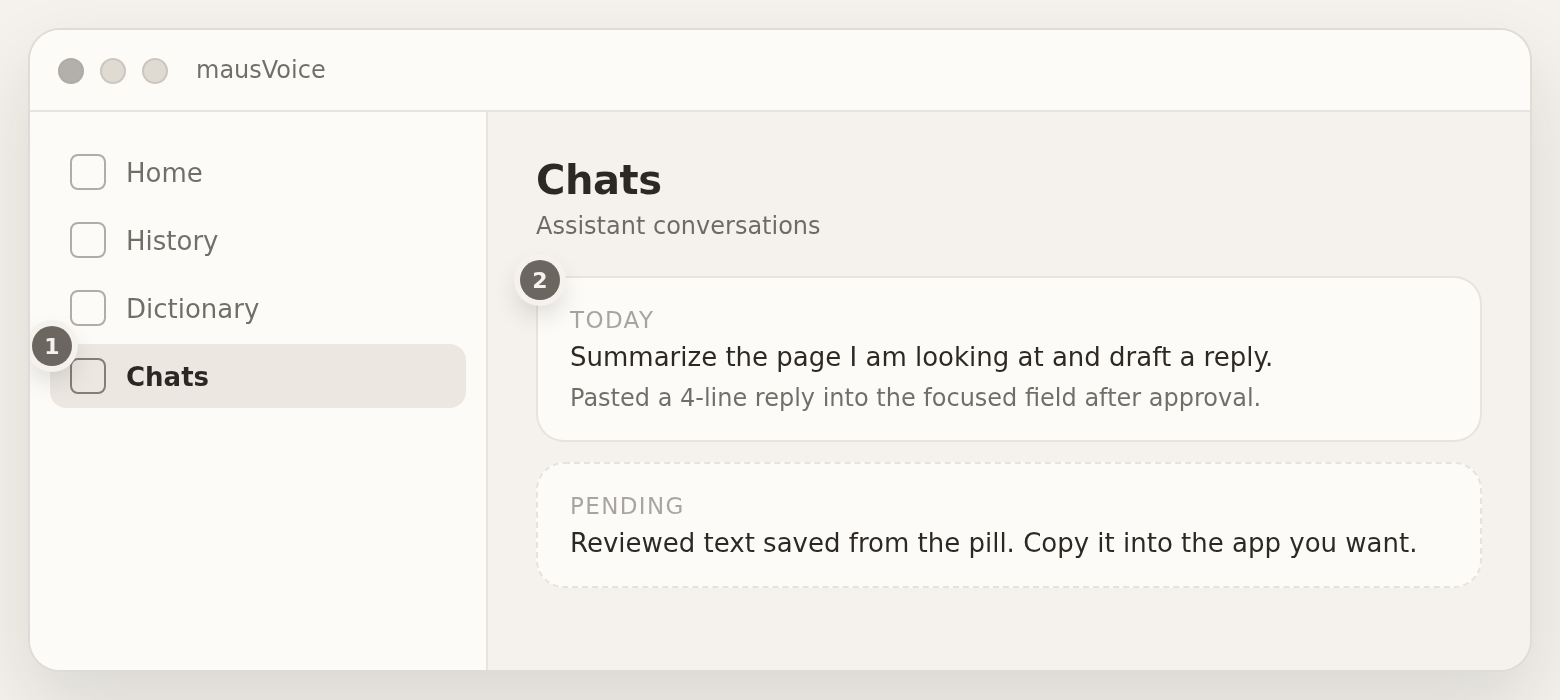 mausVoice
Home
History
Dictionary
1
Chats
Chats
Assistant conversations
2
TODAY
Summarize the page I am looking at and draft a reply.
Pasted a 4-line reply into the focused field after approval.
PENDING
Reviewed text saved from the pill. Copy it into the app you want.